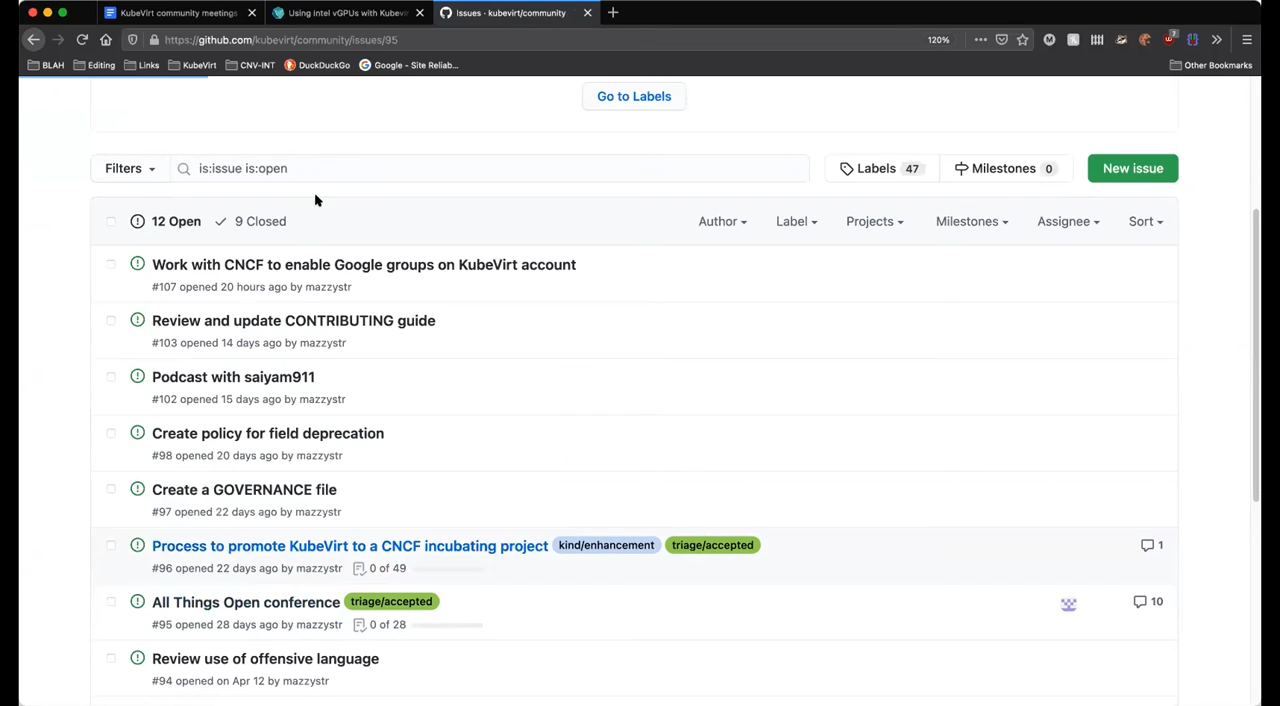 KubeVirt community meetings
Using Intel vGPUs with Kubevir
Issues · kubevirt/community
https://github.com/kubevirt/community/issues/95
120%
7
BLAH
Editing
Links
KubeVirt
CNV-INT
DuckDuckGo
Google - Site Reliab...
Other Bookmarks
Go to Labels
Filters
is:issue is:open
Labels 47
Milestones 0
New issue
12 Open
9 Closed
Author
Label
Projects
Milestones
Assignee
Sort
Work with CNCF to enable Google groups on KubeVirt account
#107 opened 20 hours ago by mazzystr
Review and update CONTRIBUTING guide
#103 opened 14 days ago by mazzystr
Podcast with saiyam911
#102 opened 15 days ago by mazzystr
Create policy for field deprecation
#98 opened 20 days ago by mazzystr
Create a GOVERNANCE file
#97 opened 22 days ago by mazzystr
Process to promote KubeVirt to a CNCF incubating project kind/enhancement triage/accepted 1
#96 opened 22 days ago by mazzystr 0 of 49
All Things Open conference triage/accepted 10
#95 opened 28 days ago by mazzystr 0 of 28
Review use of offensive language
#94 opened on Apr 12 by mazzystr